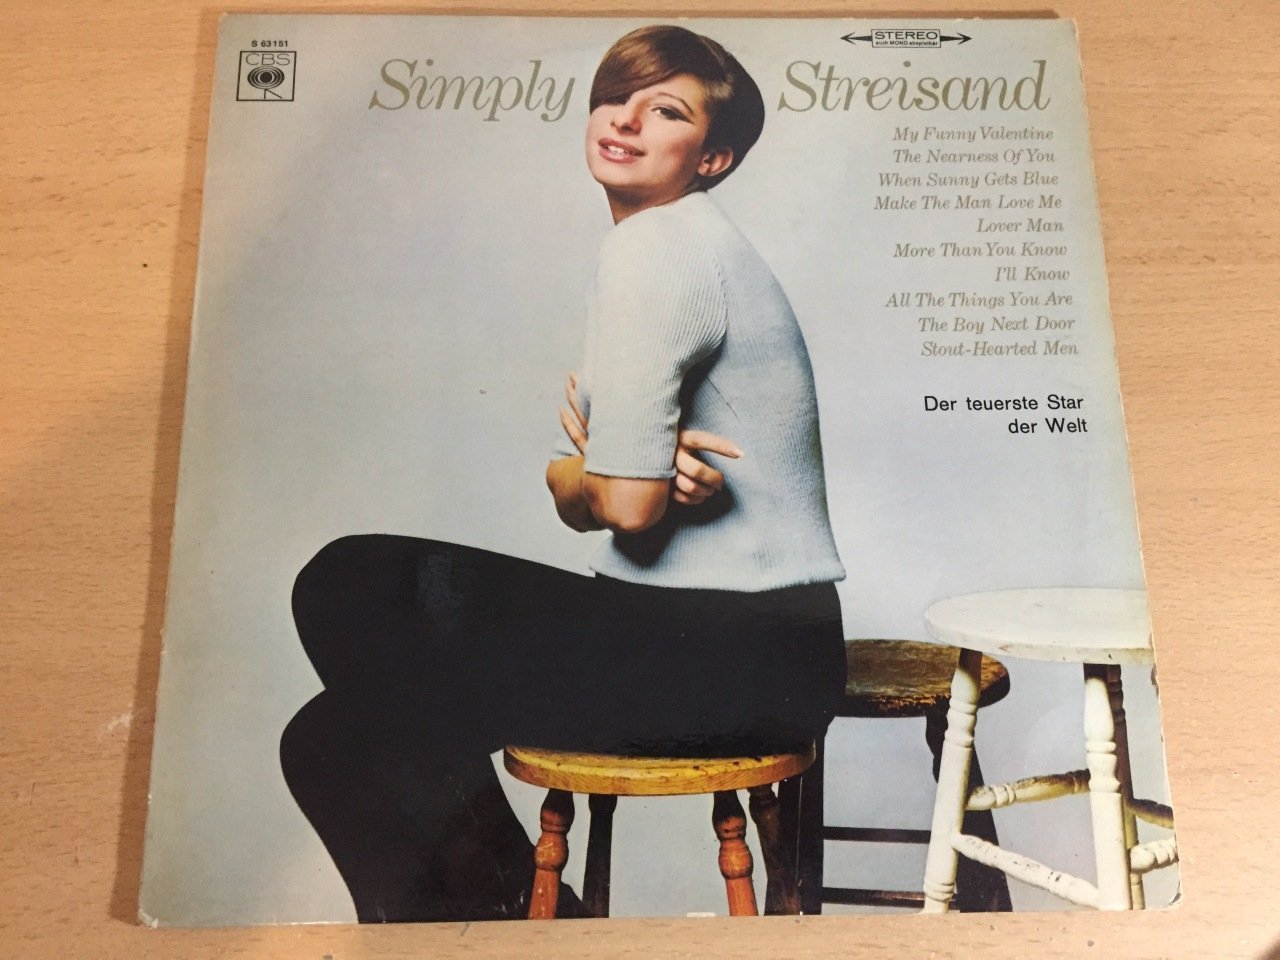 S 63151
CBS
STEREO
auch MONO abspielbar
Simply Streisand
My Funny Valentine
The Nearness Of You
When Sunny Gets Blue
Make The Man Love Me
Lover Man
More Than You Know
I'll Know
All The Things You Are
The Boy Next Door
Stout-Hearted Men
Der teuerste Star
der Welt